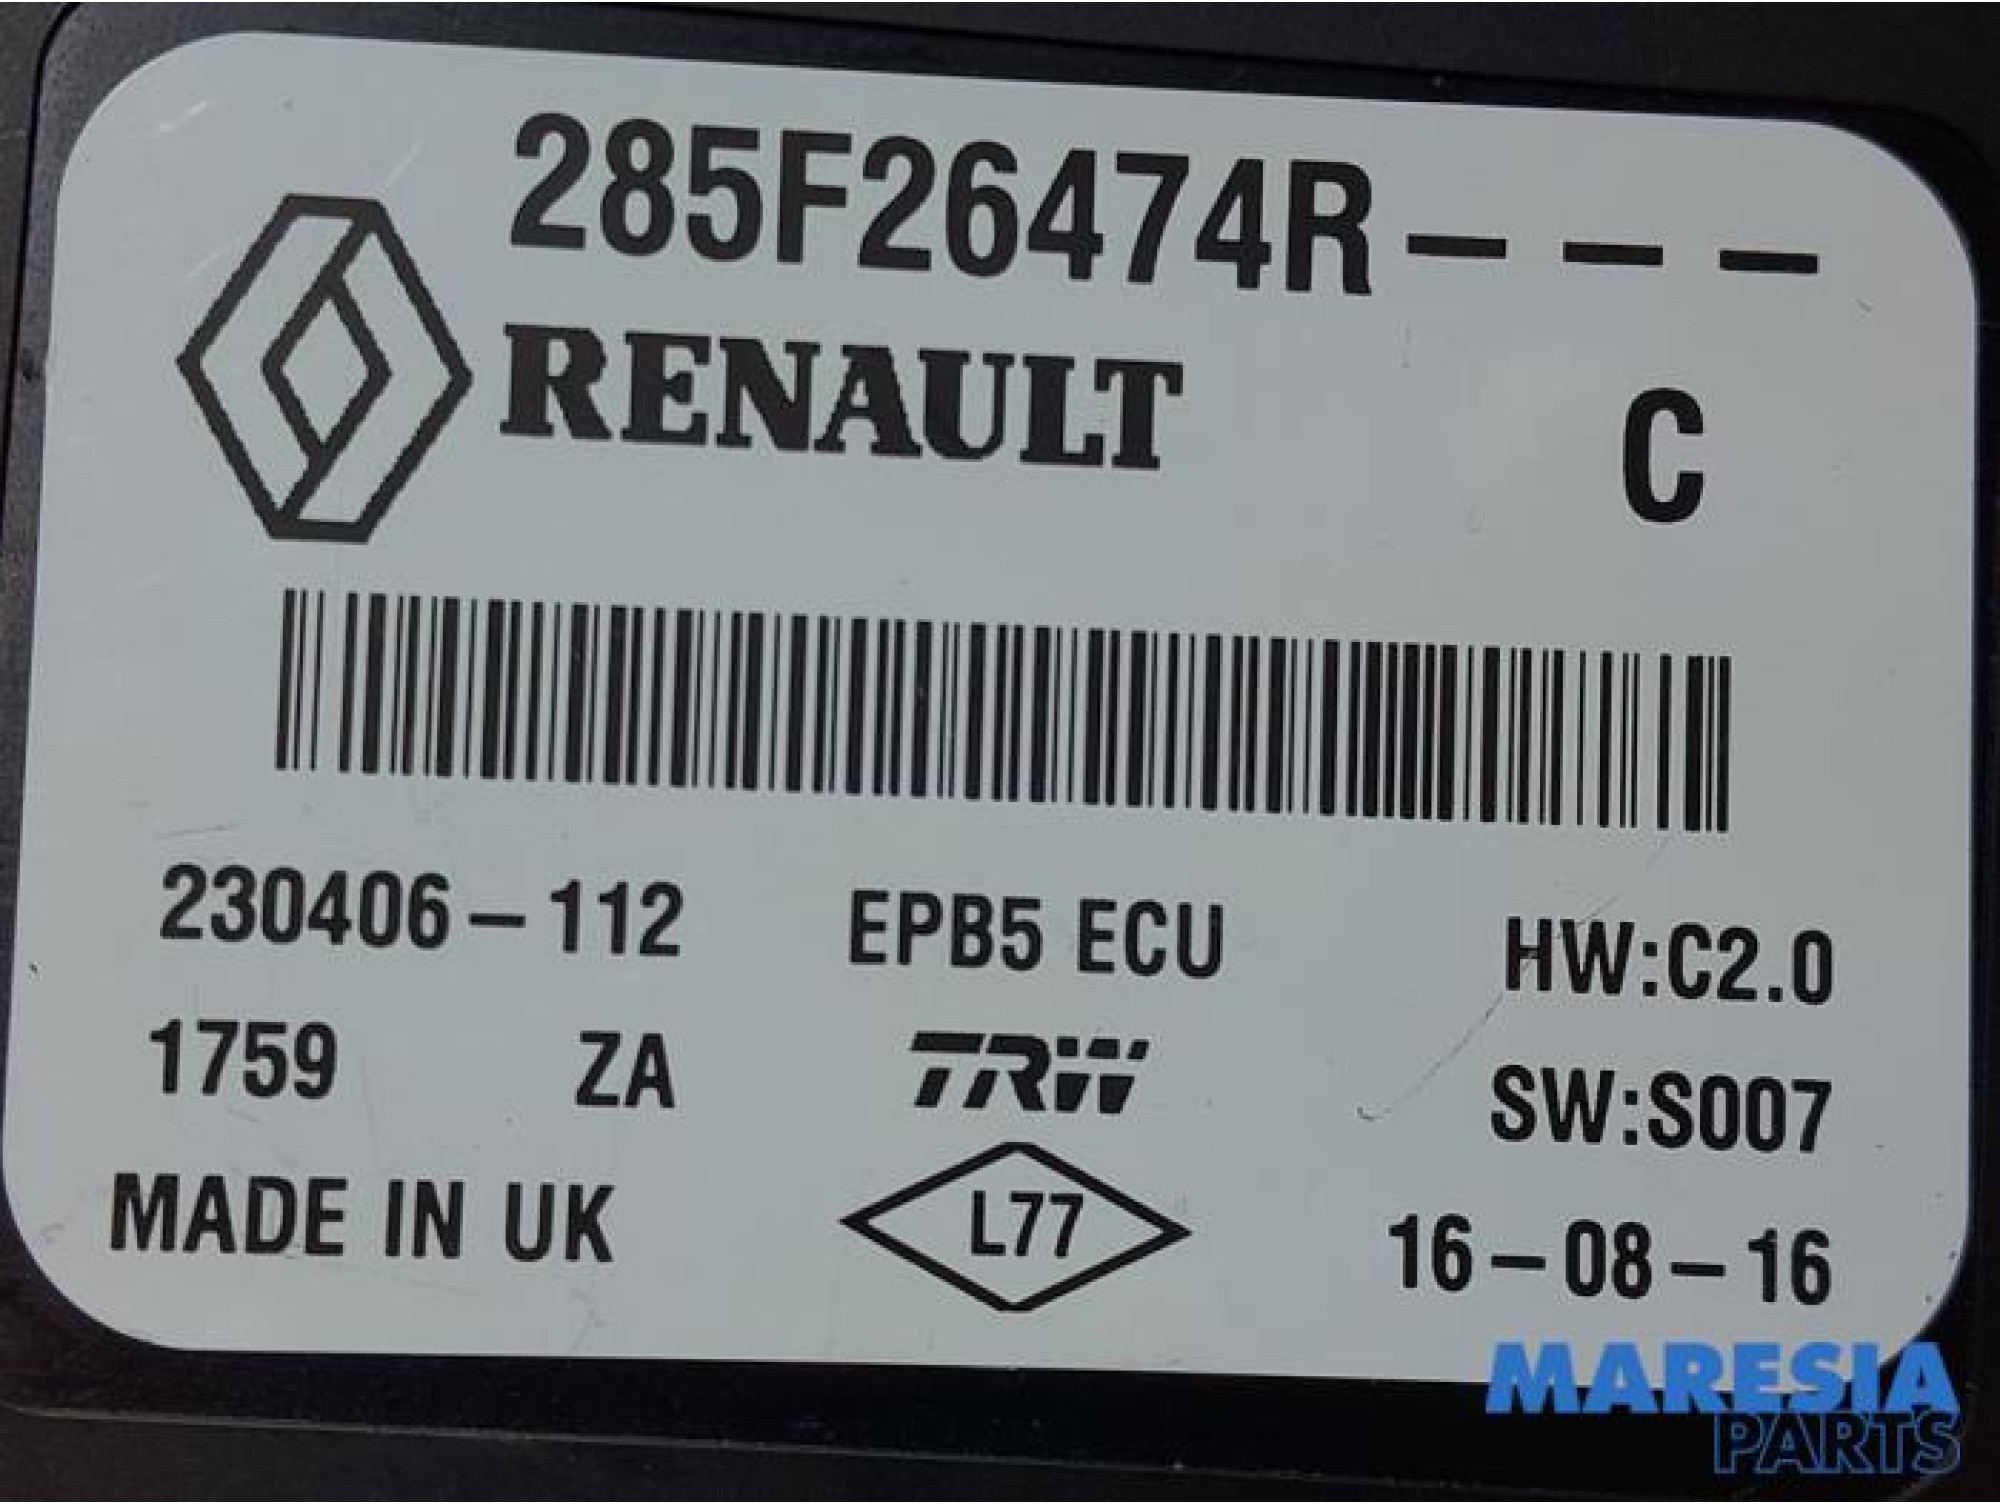 285F26474R---
RENAULT
C
230406-112 EPB5 ECU HW:C2.0
1759 ZA TRW SW:S007
MADE IN UK L77 16-08-16
MARESIA
PARTS